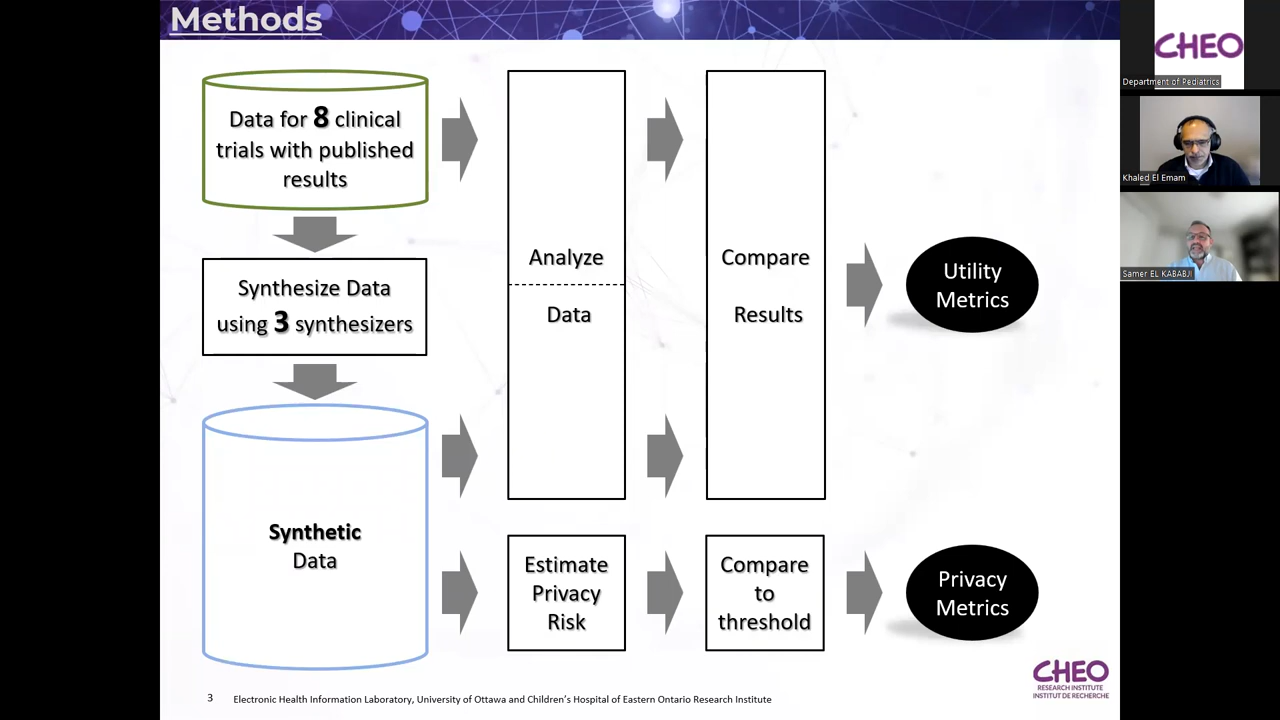 Methods
Data for 8 clinical
trials with published
results
Synthesize Data
using 3 synthesizers
Synthetic
Data
Analyze
Data
Compare
Results
Utility
Metrics
Estimate
Privacy
Risk
Compare
to
threshold
Privacy
Metrics
3
Electronic Health Information Laboratory, University of Ottawa and Children's Hospital of Eastern Ontario Research Institute
CHEO
RESEARCH INSTITUTE
INSTITUT DE RECHERCHE
CHEO
Department of Pediatrics
Khaled El Emam
Samer EL KABABJI